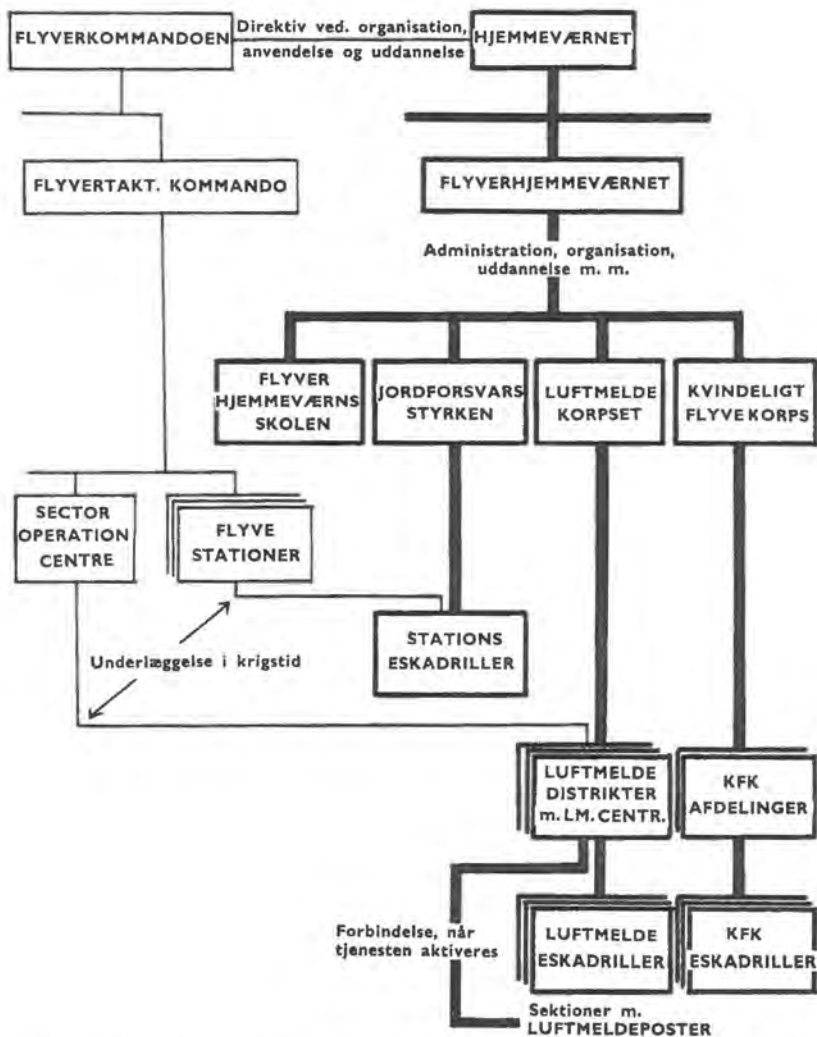 FLYVERKOMMANDOEN
Direktiv ved. organisation,
anvendelse og uddannelse
HJEMMEVÆRNET
FLYVERTAKT. KOMMANDO
FLYVERHJEMMEVÆRNET
Administration, organisation,
uddannelse m. m.
FLYVER
HJEMMEVÆRNS
SKOLEN
JORDFORSVARS
STYRKEN
LUFTMELDE
KORPSET
KVINDELIGT
FLYVE KORPS
SECTOR
OPERATION
CENTRE
FLYVE
STATIONER
STATIONS
ESKADRILLER
Underlæggelse i krigstid
LUFTMELDE
DISTRIKTER
m. LM. CENTR.
KFK
AFDELINGER
Forbindelse, når
tjenesten aktiveres
LUFTMELDE
ESKADRILLER
KFK
ESKADRILLER
Sektioner m.
LUFTMELDEPOSTER